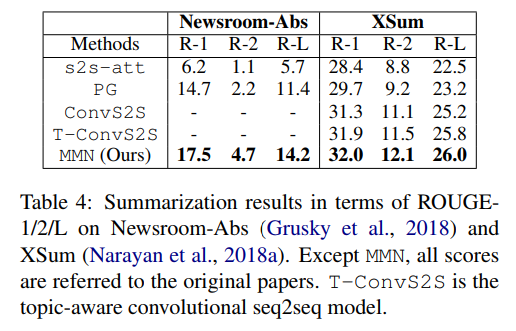 Newsroom-Abs XSum
Methods R-1 R-2 R-L R-1 R-2 R-L
s2s-att 6.2 1.1 5.7 28.4 8.8 22.5
PG 14.7 2.2 11.4 29.7 9.2 23.2
ConvS2S - - - 31.3 11.1 25.2
T-ConvS2S - - - 31.9 11.5 25.8
MMN (Ours) 17.5 4.7 14.2 32.0 12.1 26.0
Table 4: Summarization results in terms of ROUGE-
1/2/L on Newsroom-Abs (Grusky et al., 2018) and
XSum (Narayan et al., 2018a). Except MMN, all scores
are referred to the original papers. T-ConvS2S is the
topic-aware convolutional seq2seq model.